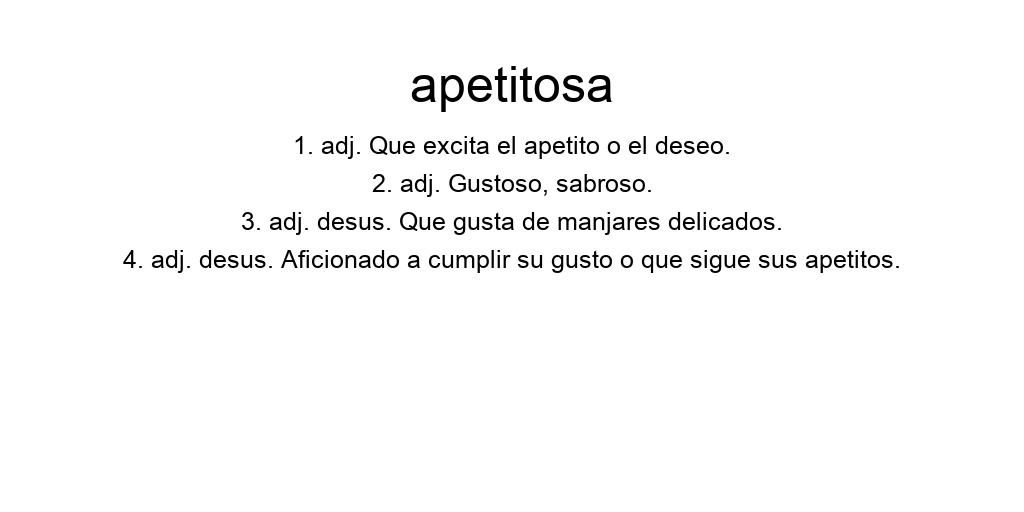 apetitosa
1. adj. Que excita el apetito o el deseo.
2. adj. Gustoso, sabroso.
3. adj. desus. Que gusta de manjares delicados.
4. adj. desus. Aficionado a cumplir su gusto o que sigue sus apetitos.